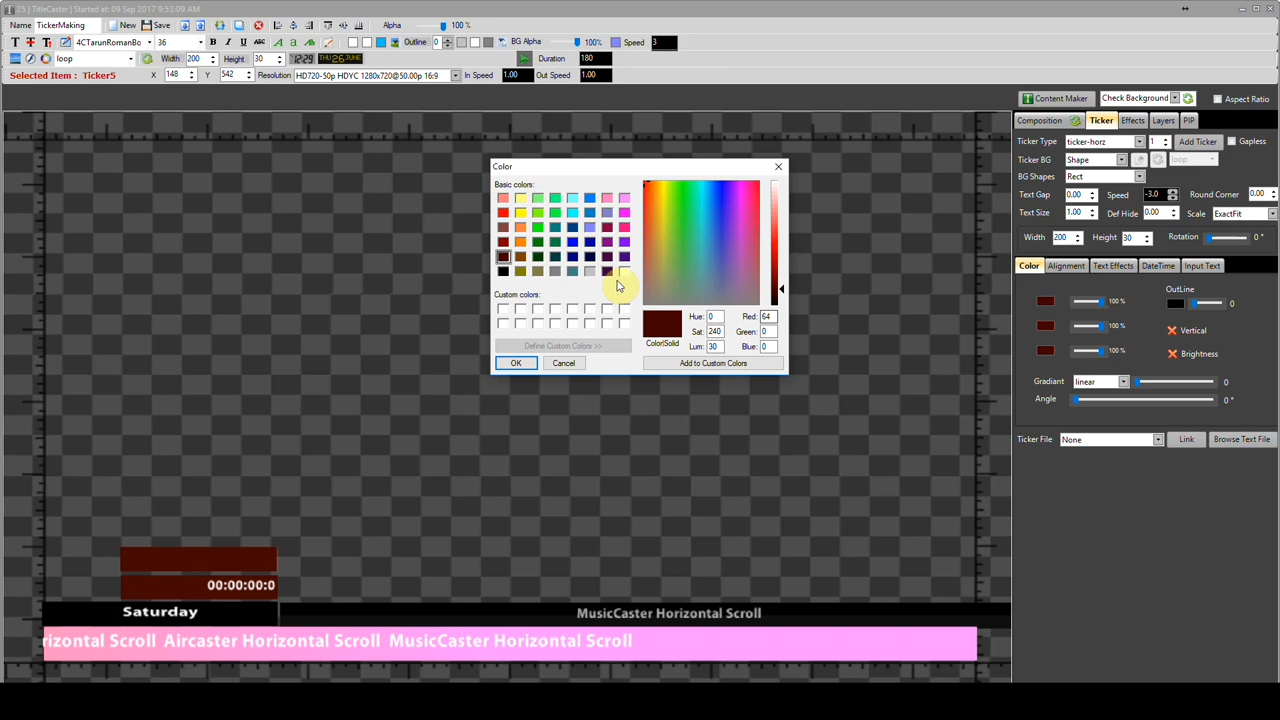 25 | TitleCaster | Started at: 09 Sep 2017 9:53:09 AM
Name TickerMaking New Save Alpha 100 %
4CTarunRomanBo 36 B I U ABC A A Outline 0 BG Alpha 100% Speed 3
loop Width 200 Height 30 12:29 THU 26 JUNE Duration 180
Selected Item : Ticker5 X 148 Y 542 Resolution HD720-50p HDYC 1280x720@50.00p 16:9 In Speed 1.00 Out Speed 1.00
Content Maker Check Background Aspect Ratio
Composition Ticker Effects Layers PIP
Ticker Type ticker-horz 1 Add Ticker Gapless
Ticker BG Shape loop
BG Shapes Rect
Text Gap 0.00 Speed -3.0 Round Corner 0.00
Text Size 1.00 Def Hide 0.00 Scale ExactFit
Width 200 Height 30 Rotation 0 °
Color Alignment Text Effects DateTime Input Text
OutLine
100 % 0
100 % Vertical
100 % Brightness
Gradiant linear 0
Angle 0 °
Ticker File None Link Browse Text File
Color
Basic colors:
Custom colors:
Define Custom Colors >>
OK Cancel
Color|Solid
Hue: 0 Red: 64
Sat: 240 Green: 0
Lum: 30 Blue: 0
Add to Custom Colors
00:00:00:0
Saturday MusicCaster Horizontal Scroll
rizontal Scroll Aircaster Horizontal Scroll MusicCaster Horizontal Scroll